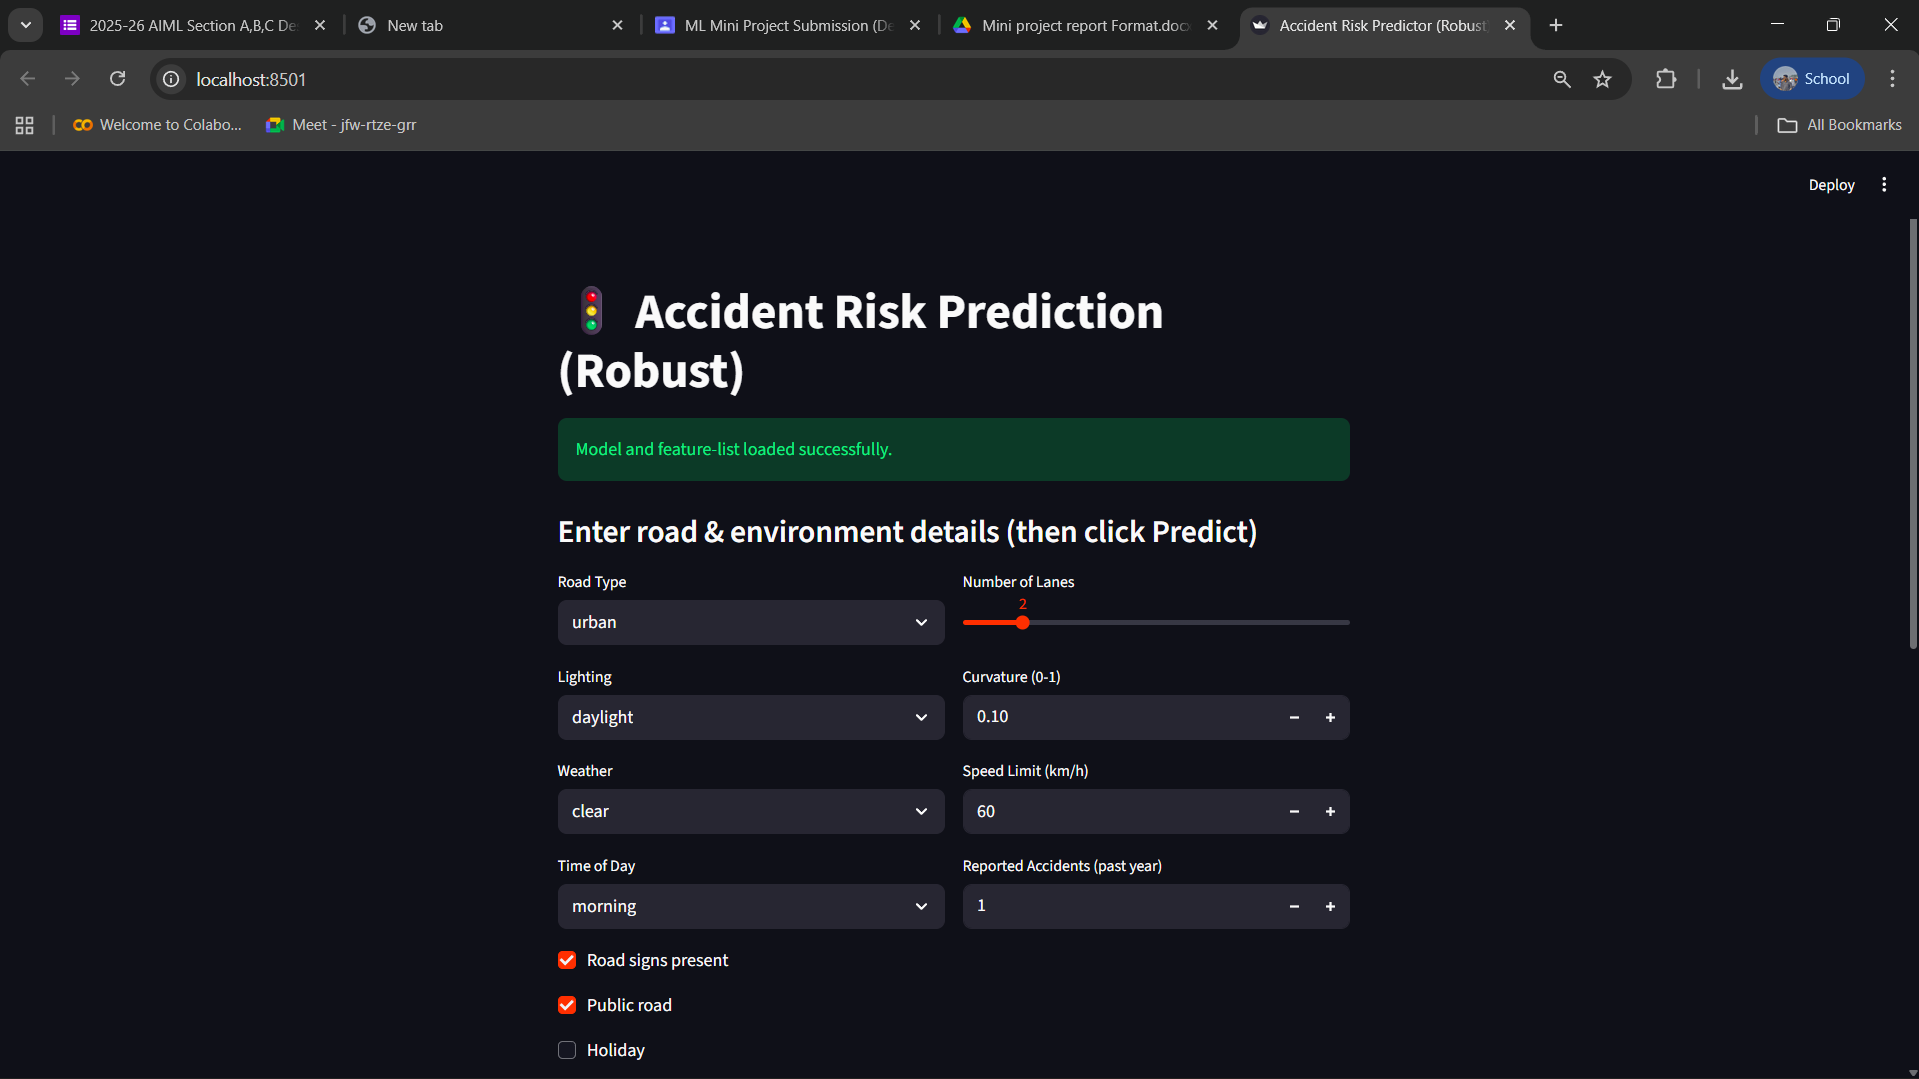 2025-26 AIML Section A,B,C De
New tab
ML Mini Project Submission (De
Mini project report Format.doc
Accident Risk Predictor (Robust
localhost:8501
School
Welcome to Colabo...
Meet - jfw-rtze-grr
All Bookmarks
Deploy
Accident Risk Prediction
(Robust)
Model and feature-list loaded successfully.
Enter road & environment details (then click Predict)
Road Type
urban
Number of Lanes
2
Lighting
daylight
Curvature (0-1)
0.10
Weather
clear
Speed Limit (km/h)
60
Time of Day
morning
Reported Accidents (past year)
1
Road signs present
Public road
Holiday